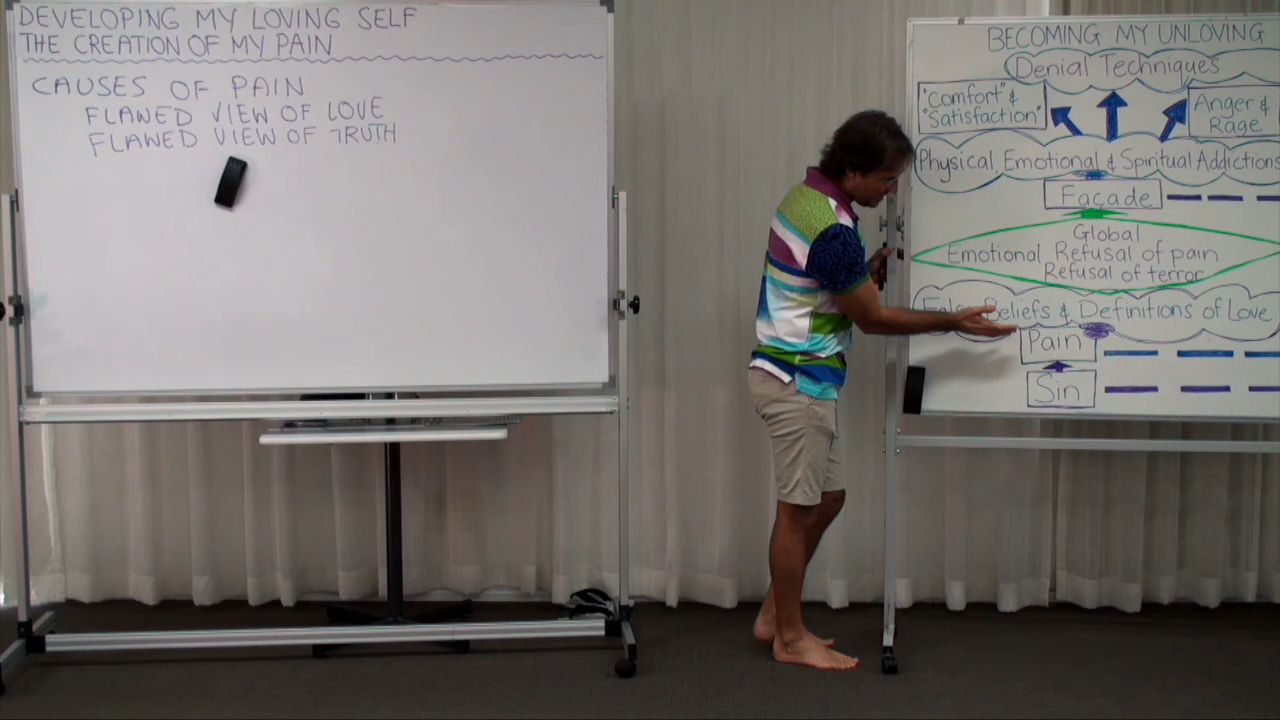 DEVELOPING MY LOVING SELF
THE CREATION OF MY PAIN
CAUSES OF PAIN
FLAWED VIEW OF LOVE
FLAWED VIEW OF TRUTH
BECOMING MY UNLOVING
Denial Techniques
"Comfort" &
"Satisfaction"
Anger &
Rage
Physical, Emotional & Spiritual Addictions
Façade
Global
Emotional Refusal of pain
Refusal of terror
False Beliefs & Definitions of Love
Pain
Sin